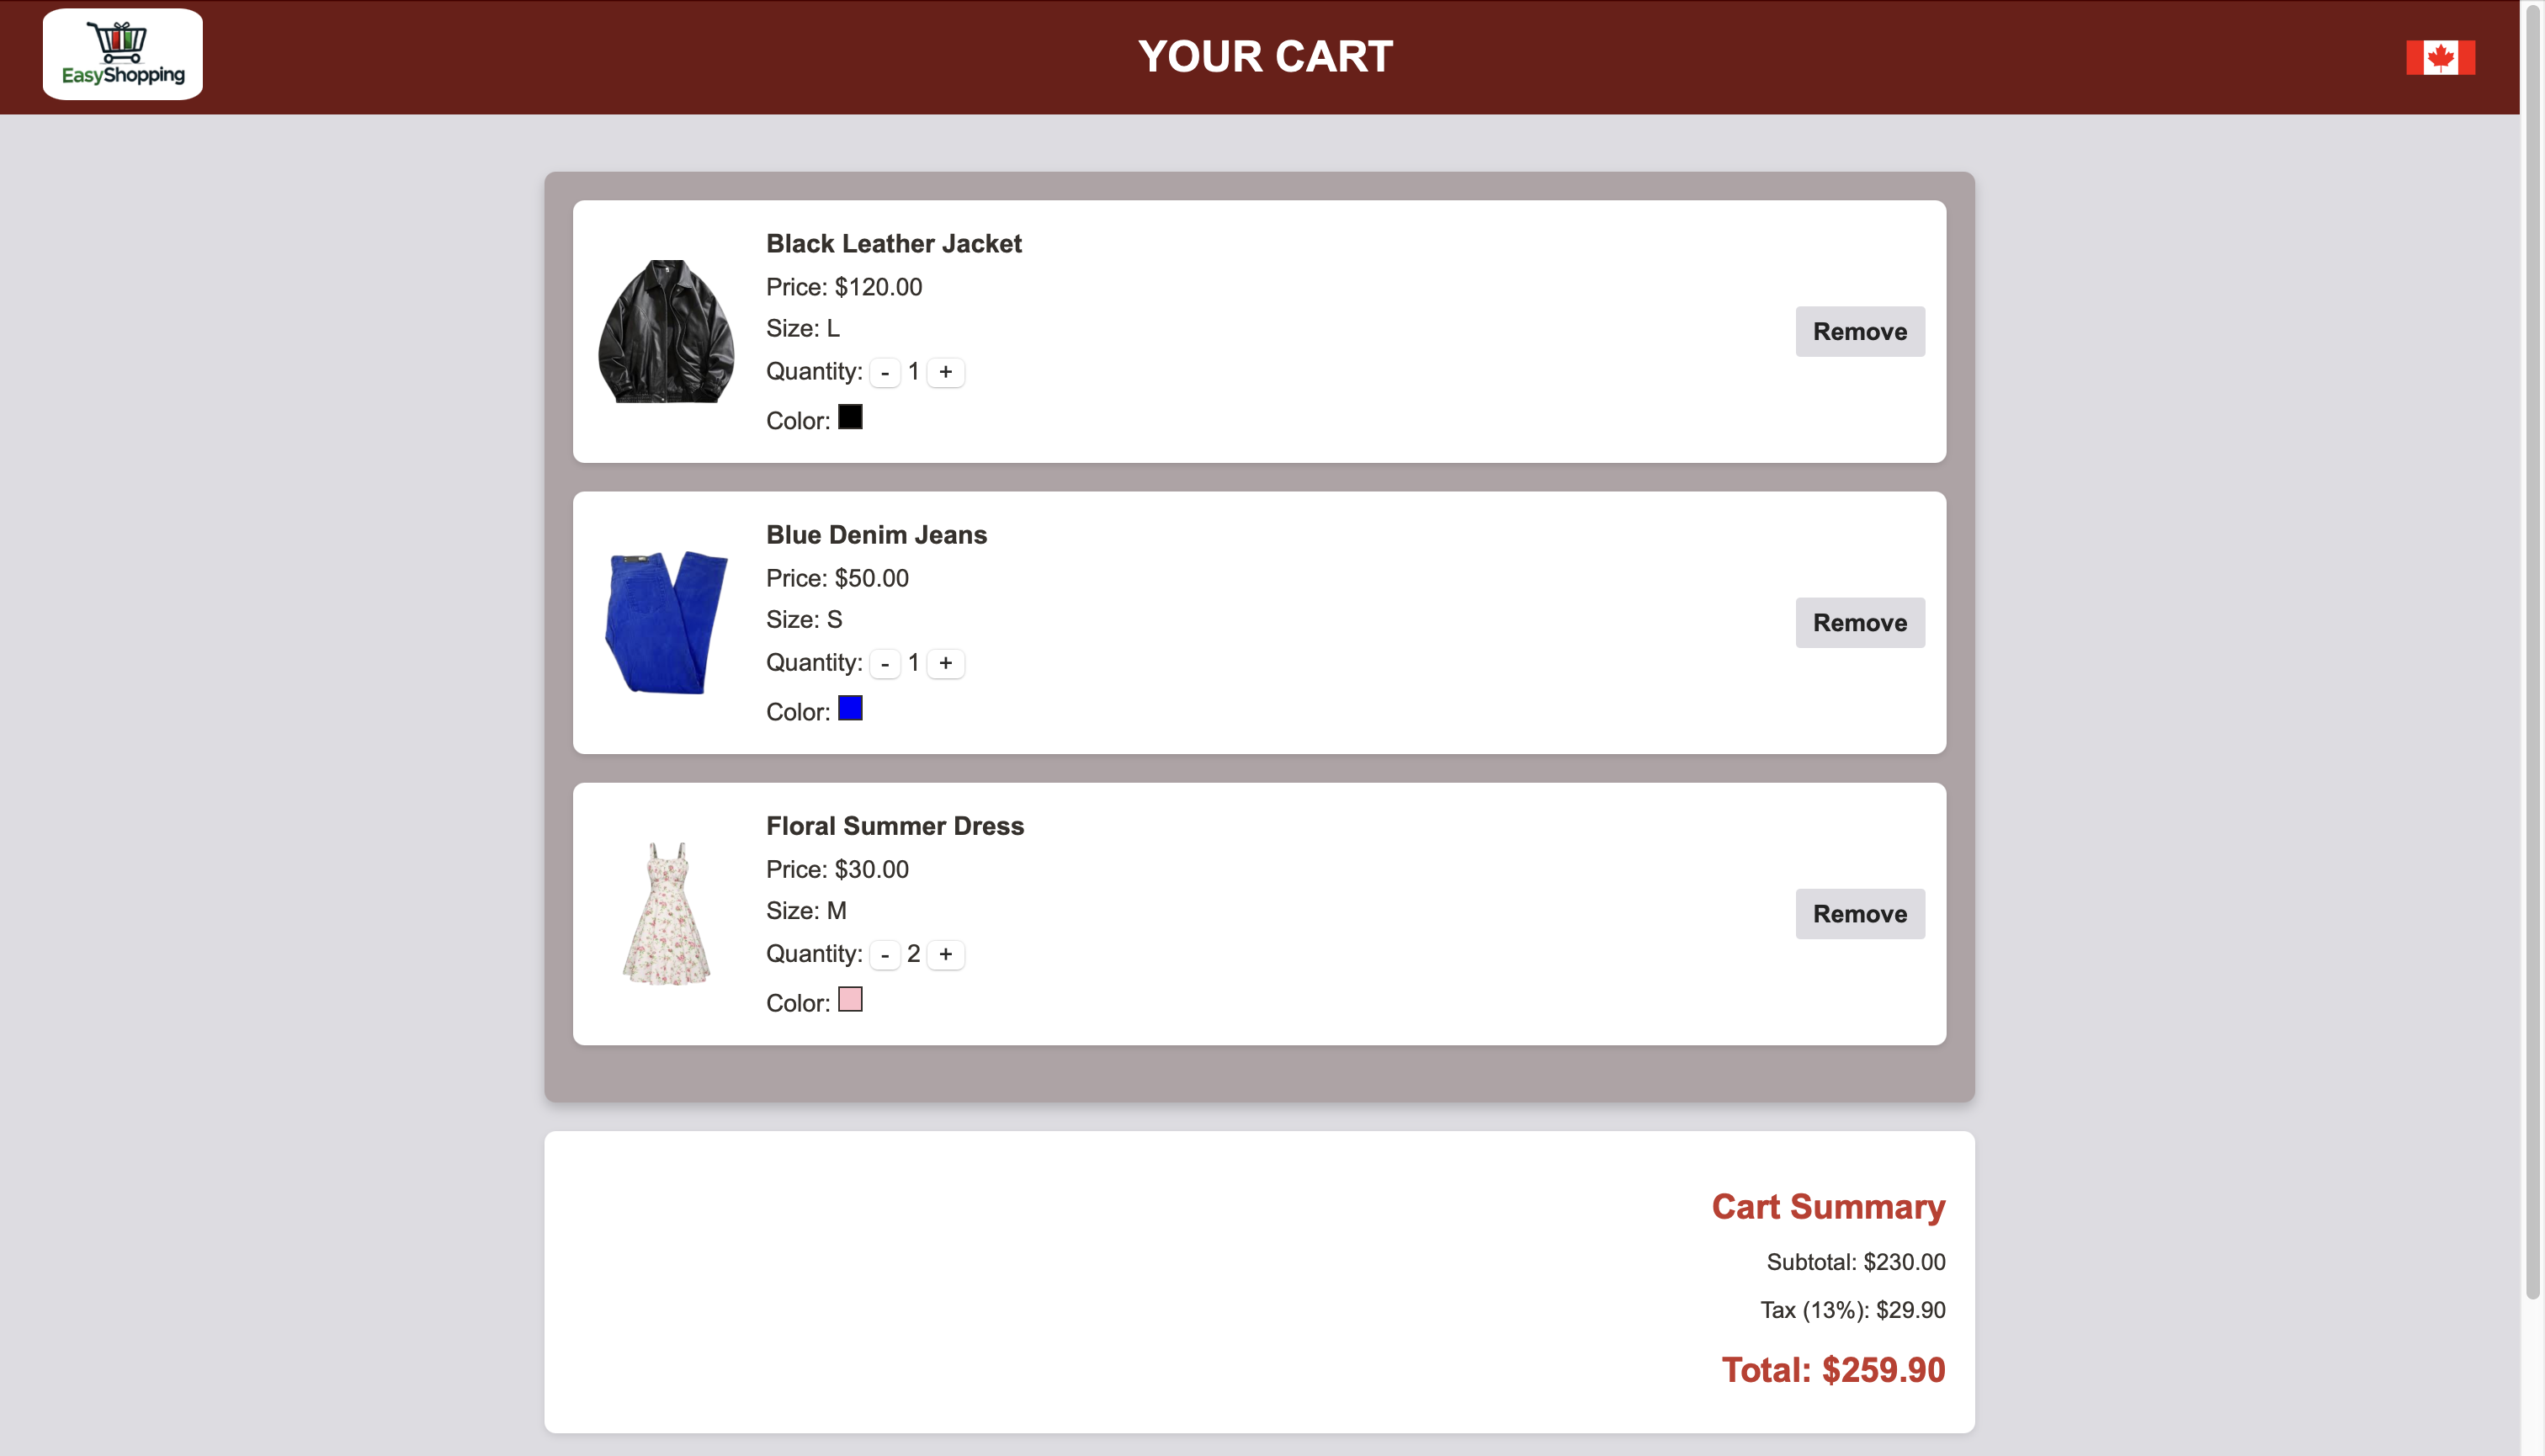 EasyShopping
YOUR CART
Black Leather Jacket
Price: $120.00
Size: L
Quantity: - 1 +
Color:
Remove
Blue Denim Jeans
Price: $50.00
Size: S
Quantity: - 1 +
Color:
Remove
Floral Summer Dress
Price: $30.00
Size: M
Quantity: - 2 +
Color:
Remove
Cart Summary
Subtotal: $230.00
Tax (13%): $29.90
Total: $259.90